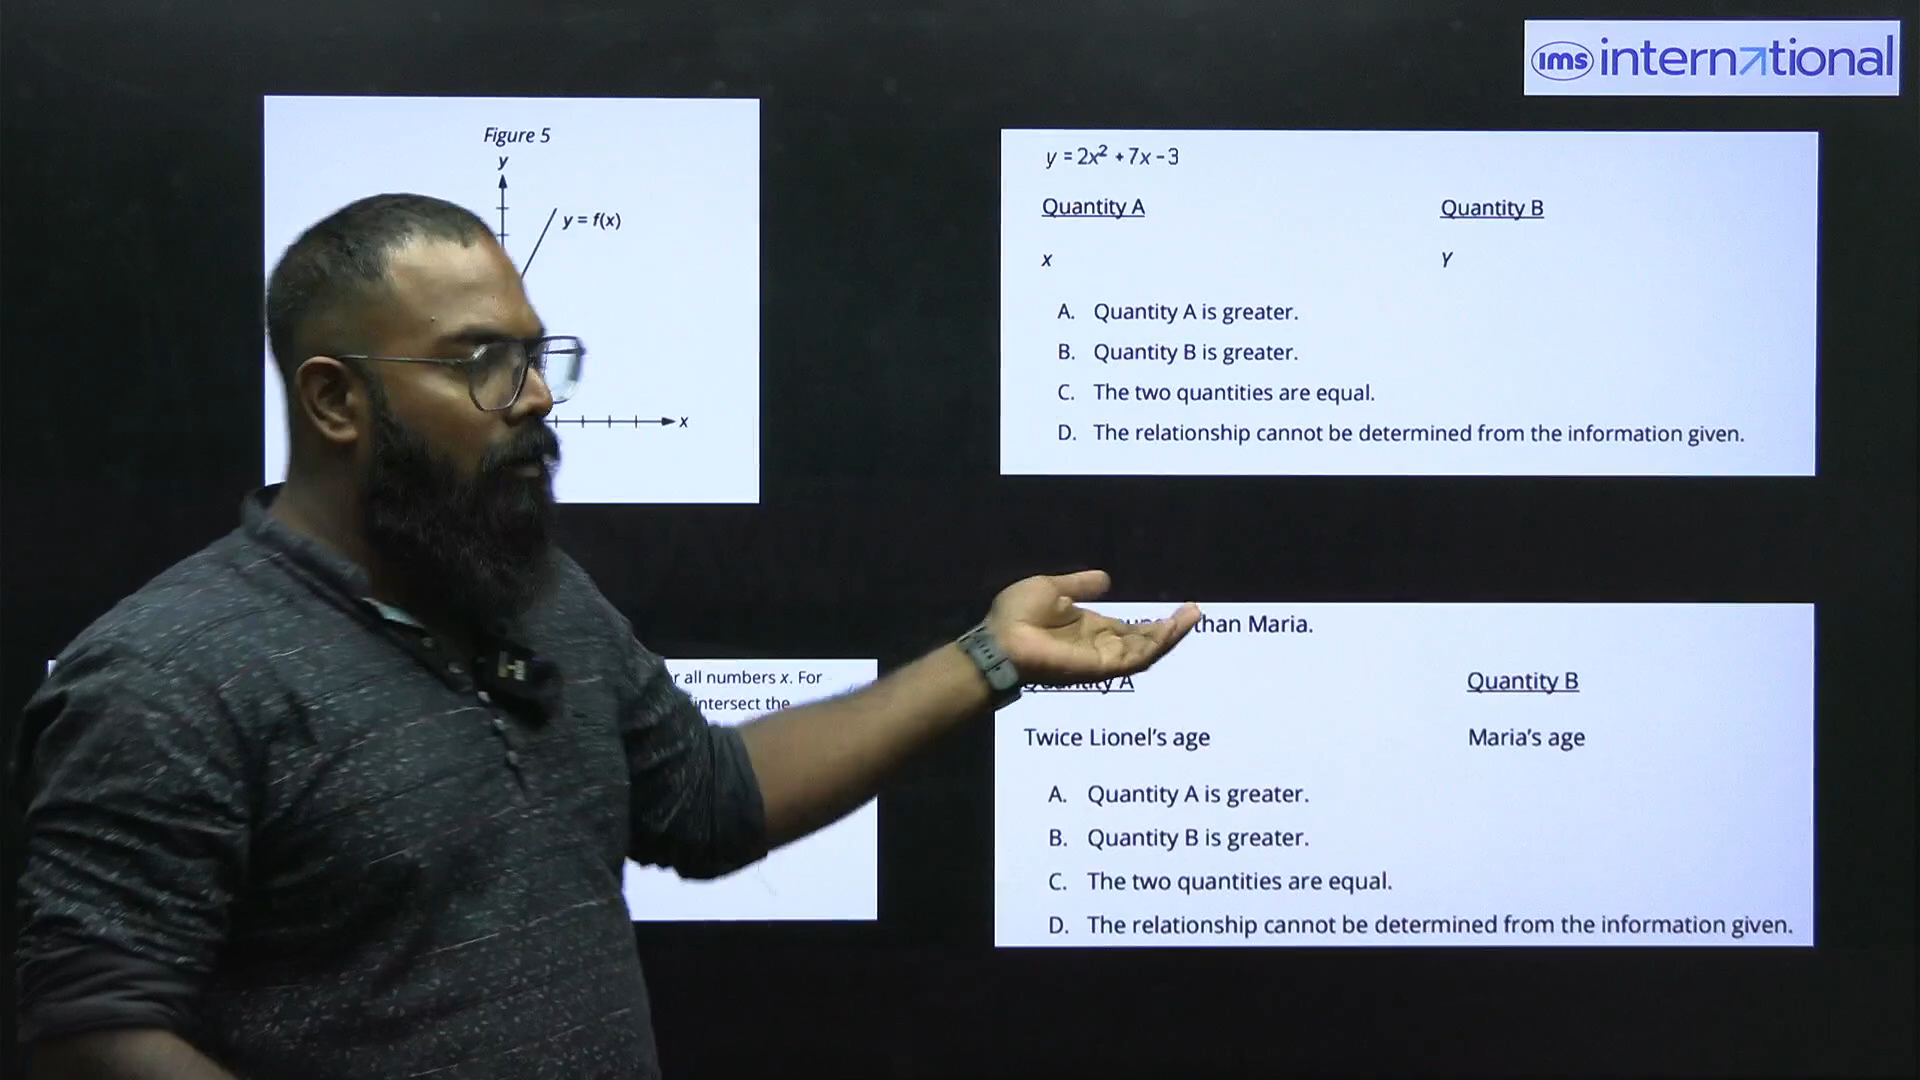 IMS international
Figure 5
y
y = f(x)
x
y = 2x² + 7x - 3
Quantity A Quantity B
x Y
A. Quantity A is greater.
B. Quantity B is greater.
C. The two quantities are equal.
D. The relationship cannot be determined from the information given.
all numbers x. For
intersect the
than Maria.
Quantity A Quantity B
Twice Lionel's age Maria's age
A. Quantity A is greater.
B. Quantity B is greater.
C. The two quantities are equal.
D. The relationship cannot be determined from the information given.